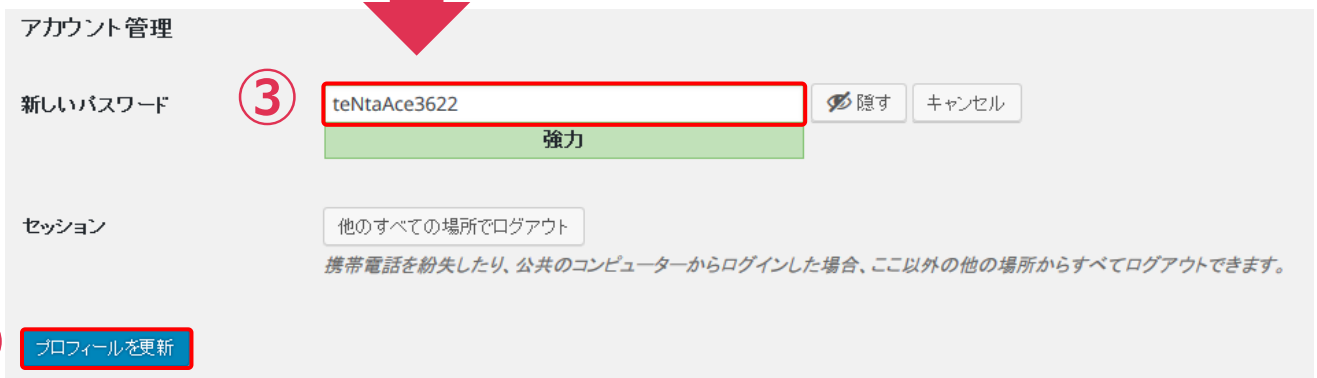 アカウント管理
新しいパスワード ③ teNtaAce3622 隠す キャンセル
強力
セッション 他のすべての場所でログアウト
携帯電話を紛失したり、公共のコンピューターからログインした場合、ここ以外の他の場所からすべてログアウトできます。
プロフィールを更新